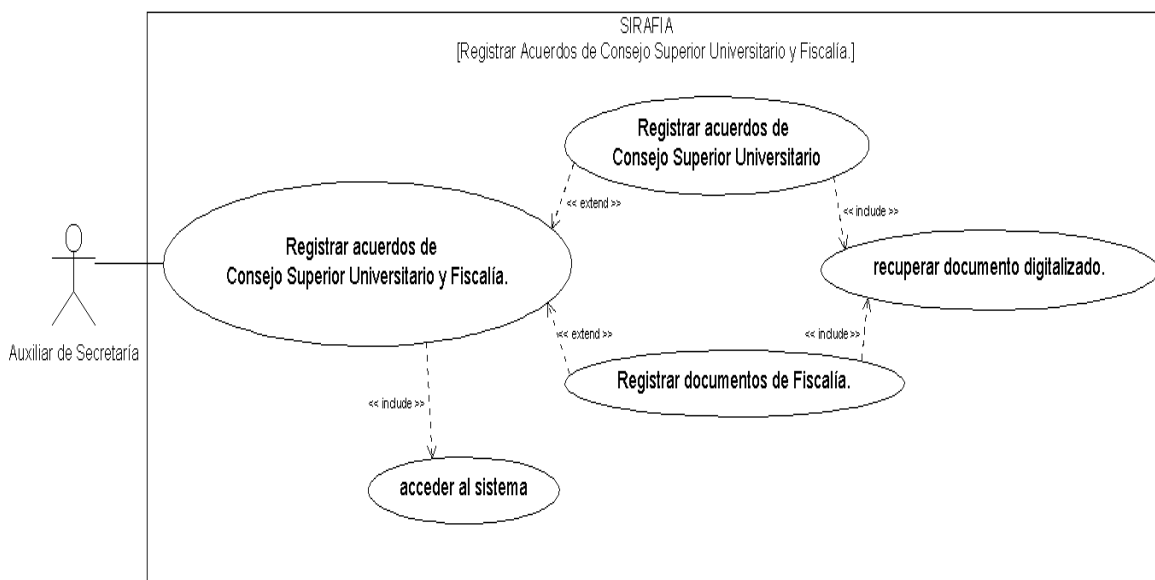 SIRAFIA
[Registrar Acuerdos de Consejo Superior Universitario y Fiscalía.]
Registrar acuerdos de
Consejo Superior Universitario
<< extend >>
<< include >>
Registrar acuerdos de
Consejo Superior Universitario y Fiscalía.
recuperar documento digitalizado.
<< extend >>
<< include >>
Auxiliar de Secretaría
Registrar documentos de Fiscalía.
<< include >>
acceder al sistema